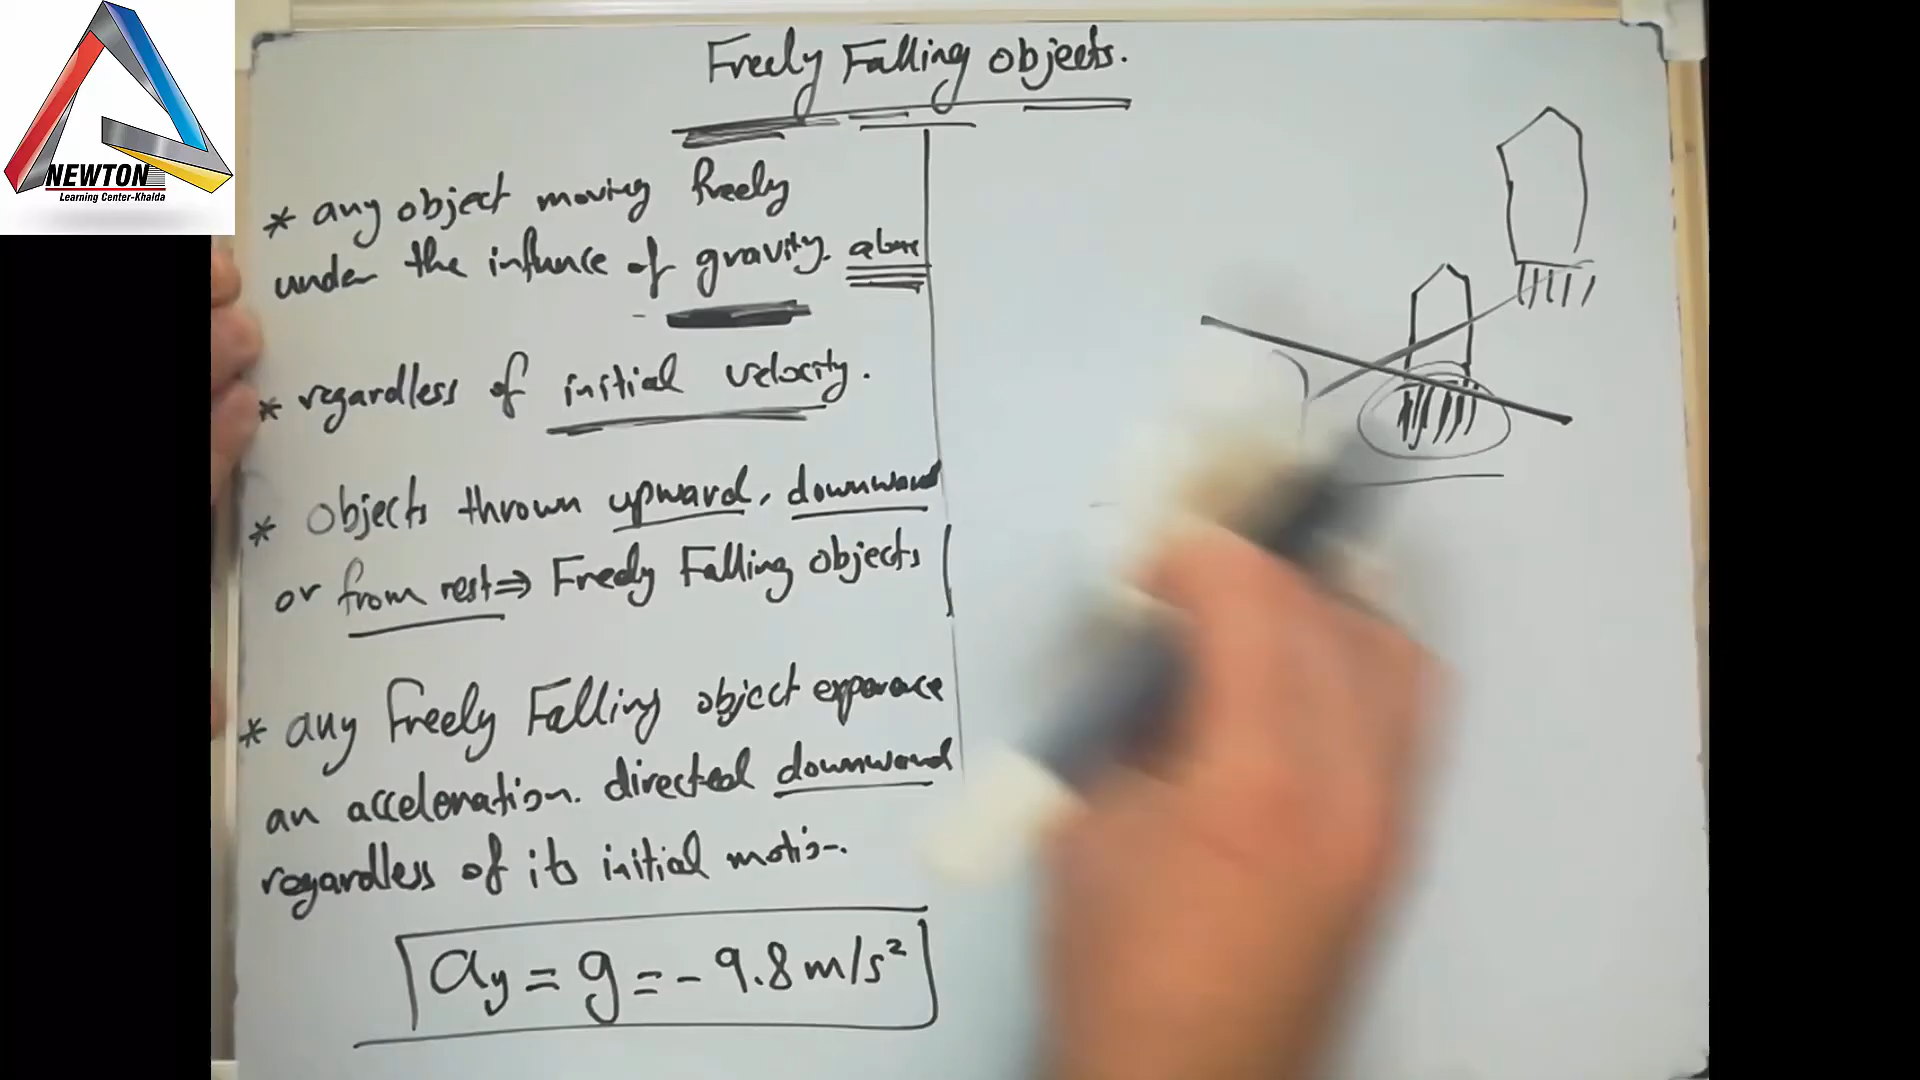 Freely Falling objects.
NEWTON
Learning Center-Khalda
* any object moving freely
under the influnce of gravity. alone
* regardless of initial velocity.
* Objects thrown upward, downward
or from rest ⇒ Freely Falling objects
* any Freely Falling object
an acceleration. directed downward
regardless of its initial motion.
ay = g = - 9.8 m/s²